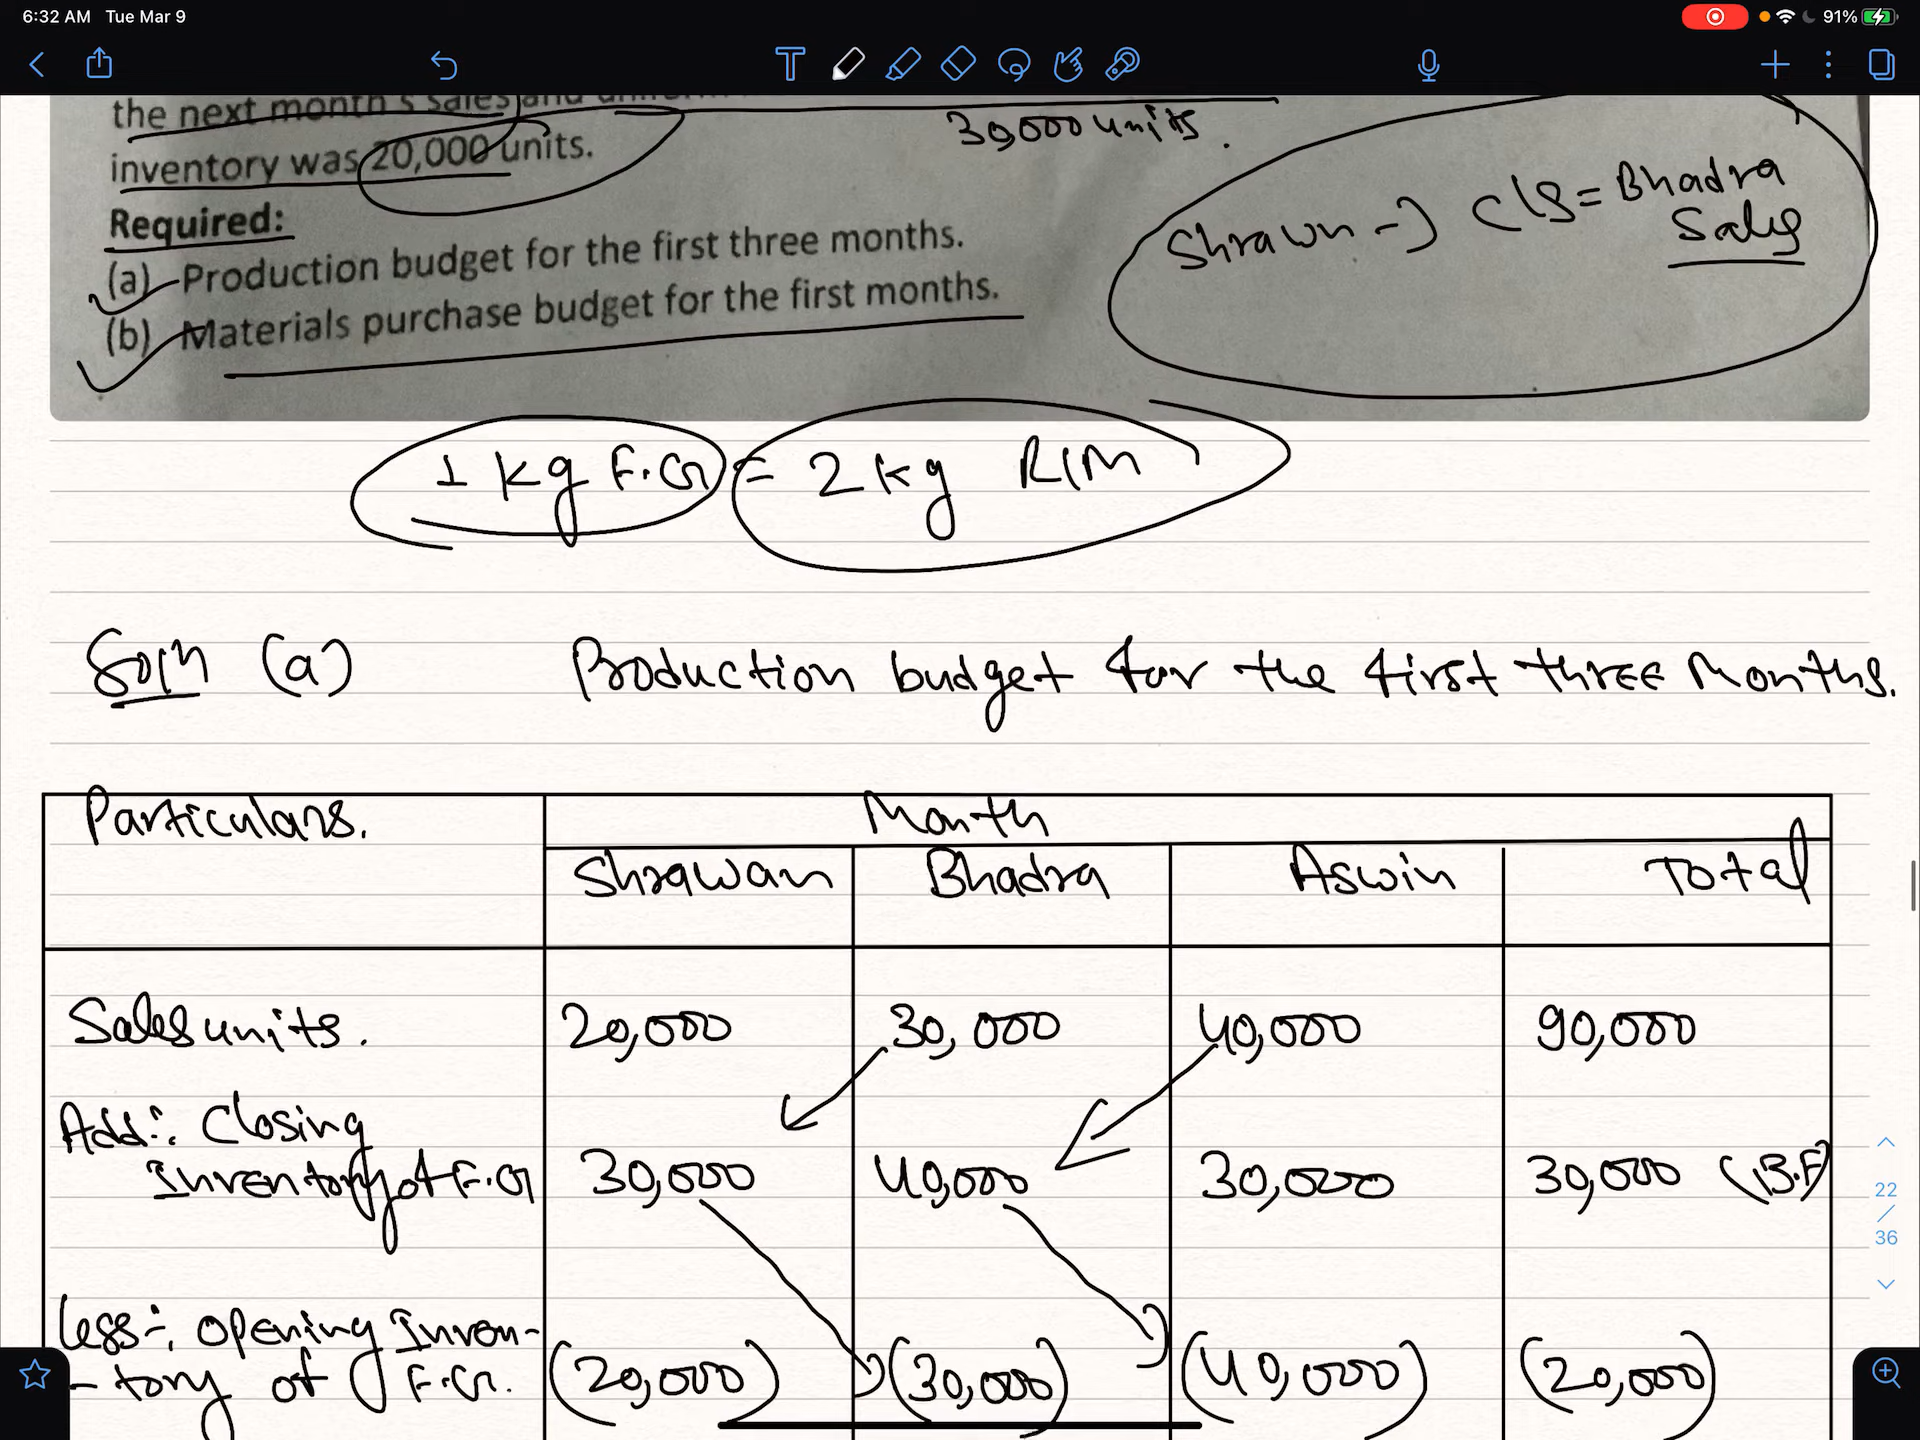 6:32 AM Tue Mar 9
91%
the next month's sales and
30,000 units.
inventory was 20,000 units.
Required:
(a) Production budget for the first three months.
(b) Materials purchase budget for the first months.
Shrawn -> C/S = Bhadra
Sales
1 kg F.G = 2 kg R/M
Soln (a) Production budget for the first three Months.
Particulars. Month
Shrawan Bhadra Aswin Total
Sales units. 20,000 30,000 40,000 90,000
Add:- Closing
Inventory of F.G 30,000 40,000 30,000 30,000 (B.F)
Less:- Opening Inven-
-tory of F.G. (20,000) (30,000) (40,000) (20,000)
22
/
36